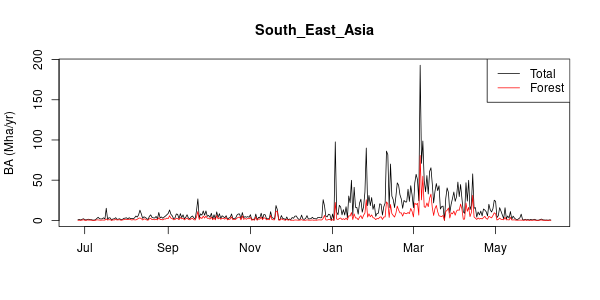 South_East_Asia
BA (Mha/yr)
200
150
100
50
0
Total
Forest
Jul Sep Nov Jan Mar May